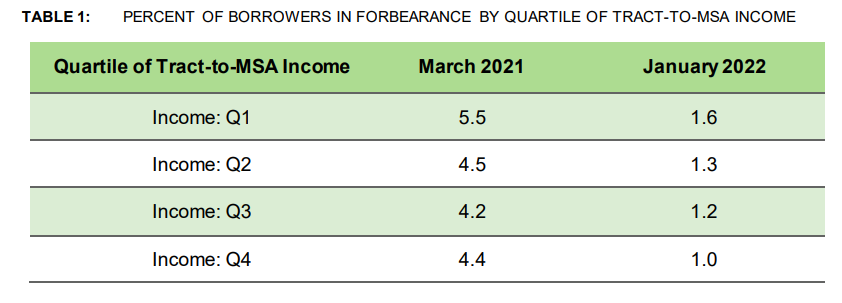 TABLE 1: PERCENT OF BORROWERS IN FORBEARANCE BY QUARTILE OF TRACT-TO-MSA INCOME
Quartile of Tract-to-MSA Income March 2021 January 2022
Income: Q1 5.5 1.6
Income: Q2 4.5 1.3
Income: Q3 4.2 1.2
Income: Q4 4.4 1.0